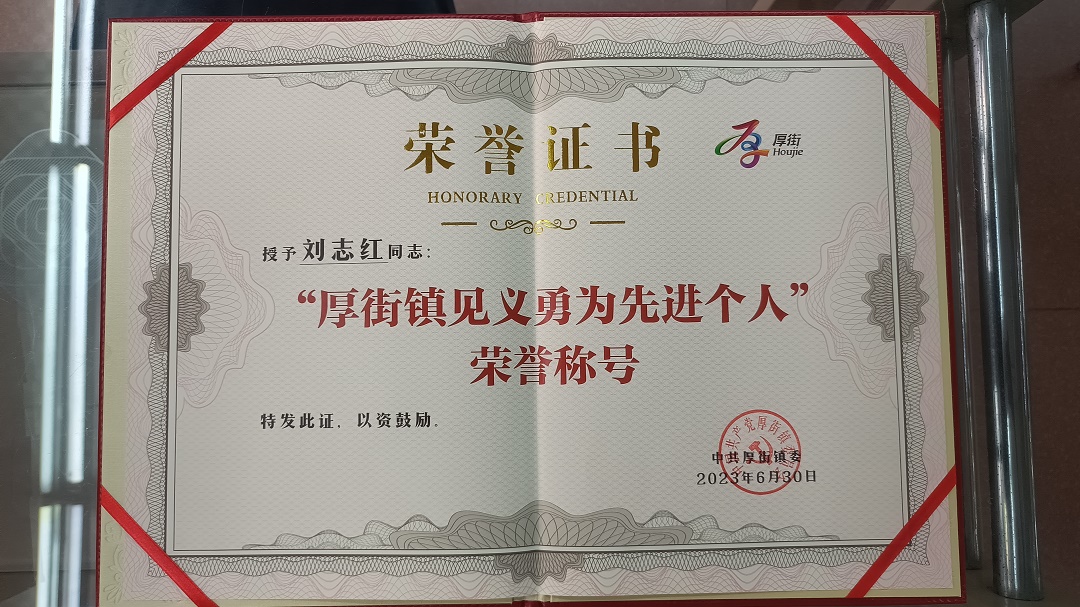 荣誉证书
厚街
Houjie
HONORARY CREDENTIAL
授予刘志红同志：
“厚街镇见义勇为先进个人”
荣誉称号
特发此证，以资鼓励。
中共厚街镇委
2023年6月30日